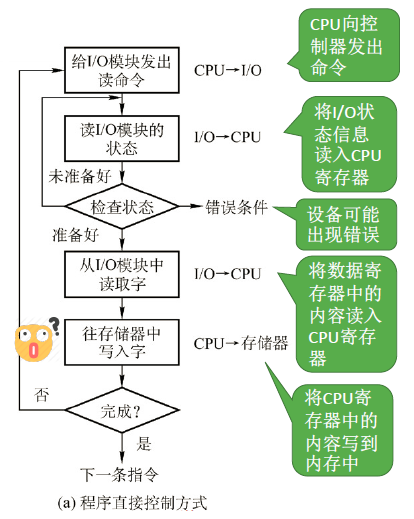 给I/O模块发出
读命令
CPU→I/O
CPU向控
制器发出
命令
读I/O模块的
状态
I/O→CPU
将I/O状
态信息
读入CPU
寄存器
未准备好
检查状态
错误条件
设备可能
出现错误
准备好
从I/O模块中
读取字
I/O→CPU
将数据寄
存器中的
内容读入
CPU寄存
器
往存储器中
写入字
CPU→存储器
将CPU寄
存器中的
内容写到
内存中
否
完成?
是
下一条指令
(a) 程序直接控制方式